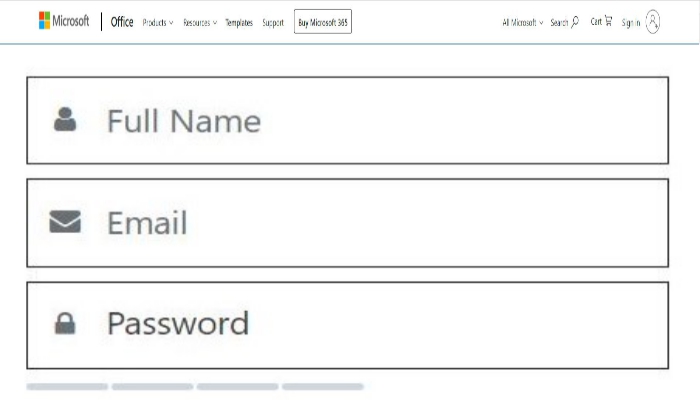 Microsoft Office Products Resources Templates Support Buy Microsoft 365 All Microsoft Search Cart Sign in
Full Name
Email
Password